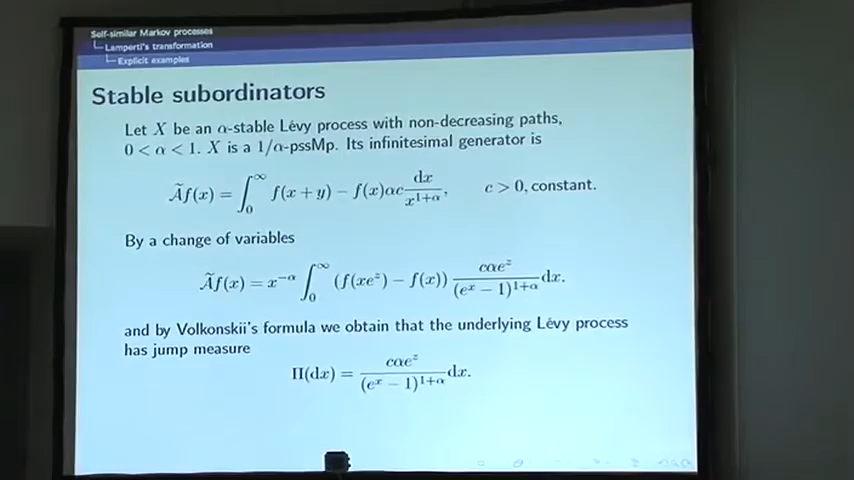 Self-similar Markov processes
Lamperti's transformation
Explicit examples
Stable subordinators
Let X be an α-stable Lévy process with non-decreasing paths,
0 < α < 1. X is a 1/α-pssMp. Its infinitesimal generator is
Ãf(x) = ∫₀^∞ f(x + y) − f(x)αc dx/x^{1+α}, c > 0, constant.
By a change of variables
Ãf(x) = x^{−α} ∫₀^∞ (f(xe^z) − f(x)) cαe^z/(e^x − 1)^{1+α} dx.
and by Volkonskii's formula we obtain that the underlying Lévy process
has jump measure
Π(dx) = cαe^z/(e^x − 1)^{1+α} dx.